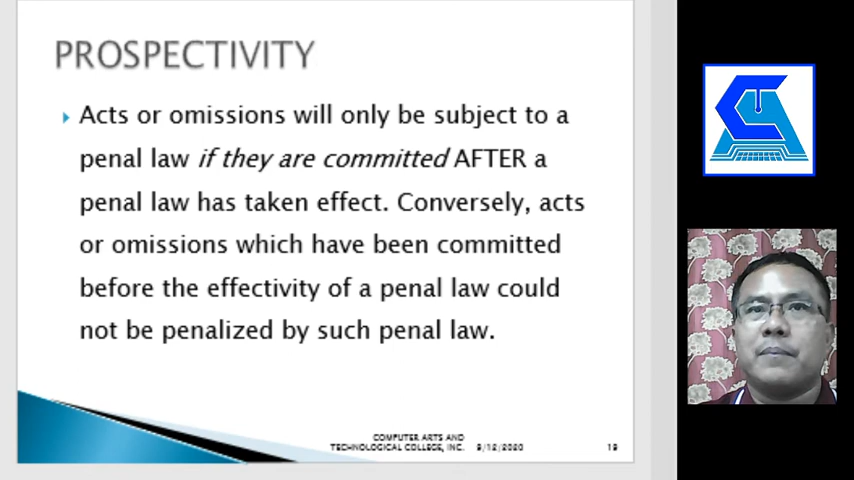 PROSPECTIVITY
Acts or omissions will only be subject to a
penal law if they are committed AFTER a
penal law has taken effect. Conversely, acts
or omissions which have been committed
before the effectivity of a penal law could
not be penalized by such penal law.
COMPUTER ARTS AND
TECHNOLOGICAL COLLEGE, INC. 9/12/2020 19